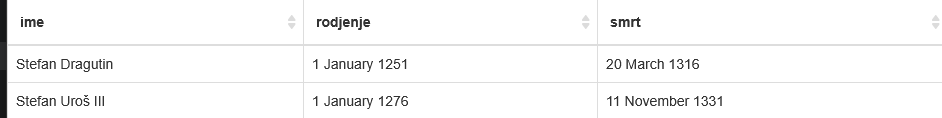 ime rodjenje smrt
Stefan Dragutin 1 January 1251 20 March 1316
Stefan Uroš III 1 January 1276 11 November 1331